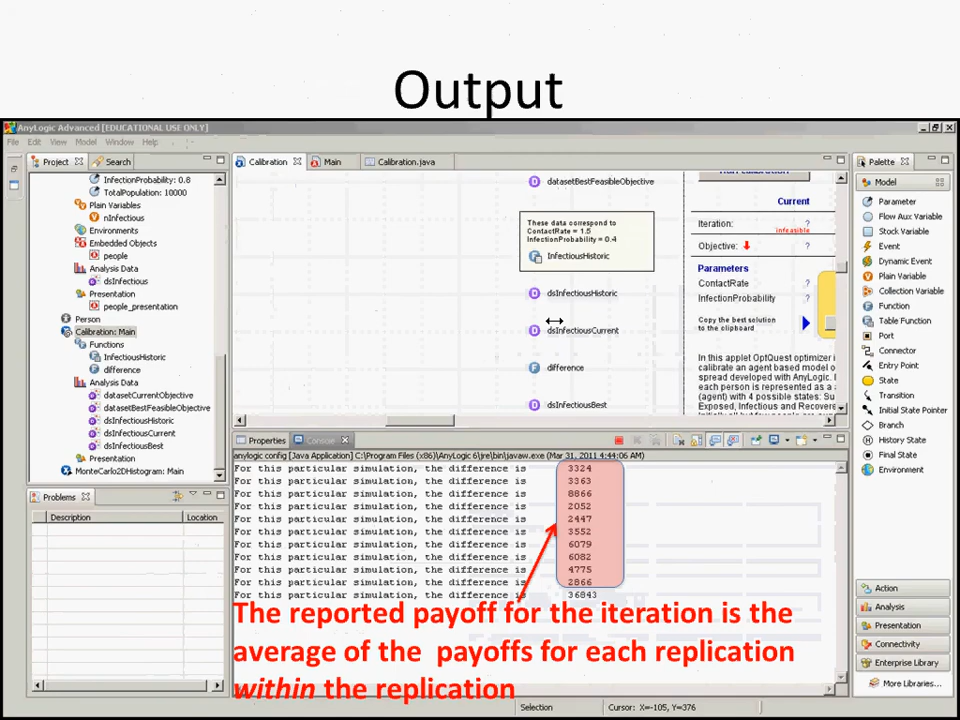 Output
AnyLogic Advanced [EDUCATIONAL USE ONLY]
File Edit View Model Window Help
Project Search
InfectionProbability: 0.8
TotalPopulation: 10000
Plain Variables
nInfectious
Environments
Embedded Objects
people
Analysis Data
dsInfectious
Presentation
people_presentation
Person
Calibration: Main
Functions
InfectiousHistoric
difference
Analysis Data
datasetCurrentObjective
datasetBestFeasibleObjective
dsInfectiousHistoric
dsInfectiousCurrent
dsInfectiousBest
Presentation
MonteCarlo2DHistogram: Main
Problems
Description Location
Calibration Main Calibration.java
datasetBestFeasibleObjective
These data correspond to
ContactRate = 1.5
InfectionProbability = 0.4
InfectiousHistoric
dsInfectiousHistoric
dsInfectiousCurrent
difference
dsInfectiousBest
Current
Iteration: ?
infeasible
Objective: ?
Parameters
ContactRate ?
InfectionProbability ?
Copy the best solution
to the clipboard
In this applet OptQuest optimizer i
calibrate an agent based model o
spread developed with AnyLogic. I
each person is represented as a
(agent) with 4 possible states: Su
Exposed, Infectious and Recovere
Properties Console
anylogic config [Java Application] C:\Program Files (x86)\AnyLogic 6\jre\bin\javaw.exe (Mar 31, 2011 4:44:06 AM)
For this particular simulation, the difference is 3324
For this particular simulation, the difference is 3363
For this particular simulation, the difference is 8866
For this particular simulation, the difference is 2052
For this particular simulation, the difference is 2447
For this particular simulation, the difference is 3552
For this particular simulation, the difference is 6079
For this particular simulation, the difference is 6082
For this particular simulation, the difference is 4775
For this particular simulation, the difference is 2866
For this particular simulation, the difference is 36843
The reported payoff for the iteration is the
average of the payoffs for each replication
within the replication
Palette
Model
Parameter
Flow Aux Variable
Stock Variable
Event
Dynamic Event
Plain Variable
Collection Variable
Function
Table Function
Port
Connector
Entry Point
State
Transition
Initial State Pointer
Branch
History State
Final State
Environment
Action
Analysis
Presentation
Connectivity
Enterprise Library
More Libraries...
Selection Cursor: X=-105, Y=376